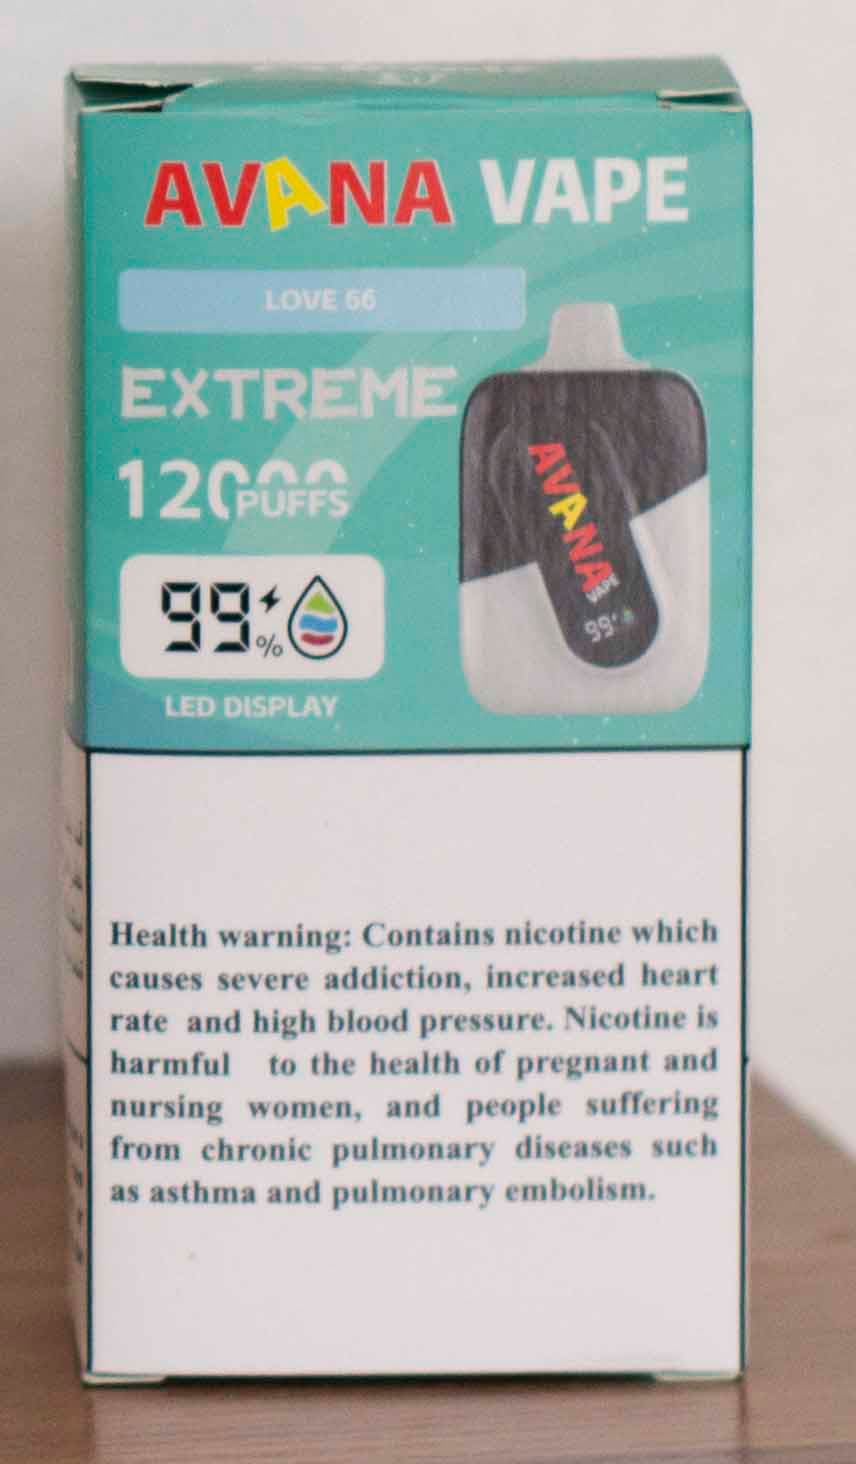 AVANA VAPE
LOVE 66
EXTREME
12000
PUFFS
99%
LED DISPLAY
AVANA
VAPE
99
Health warning: Contains nicotine which
causes severe addiction, increased heart
rate and high blood pressure. Nicotine is
harmful to the health of pregnant and
nursing women, and people suffering
from chronic pulmonary diseases such
as asthma and pulmonary embolism.